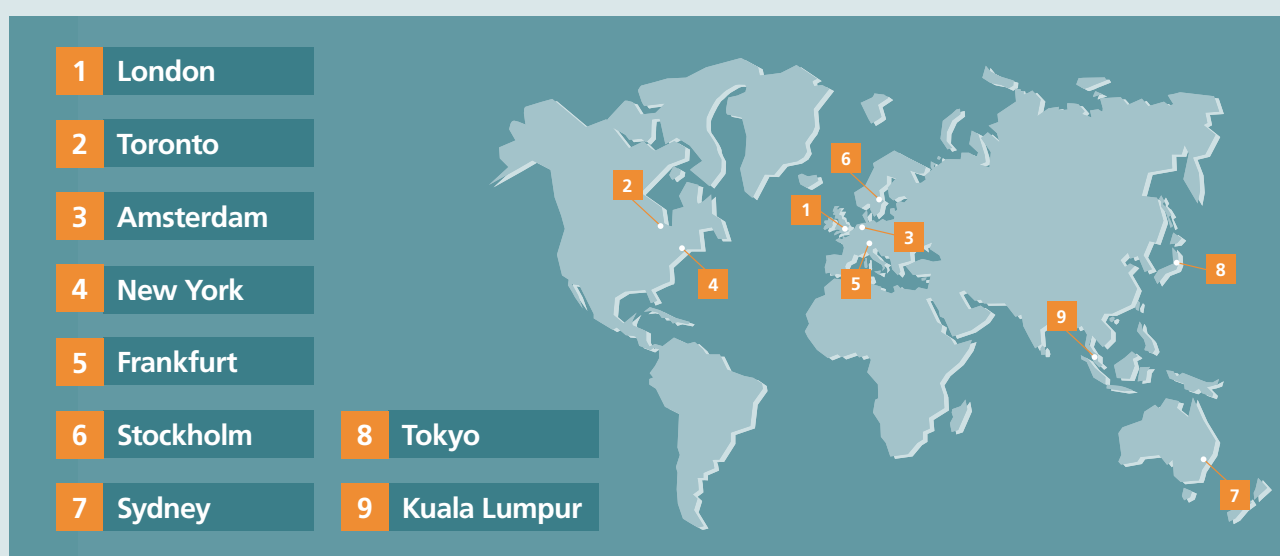 1 London
2 Toronto
3 Amsterdam
4 New York
5 Frankfurt
6 Stockholm
7 Sydney
8 Tokyo
9 Kuala Lumpur
6
2
1
3
8
4
5
9
7